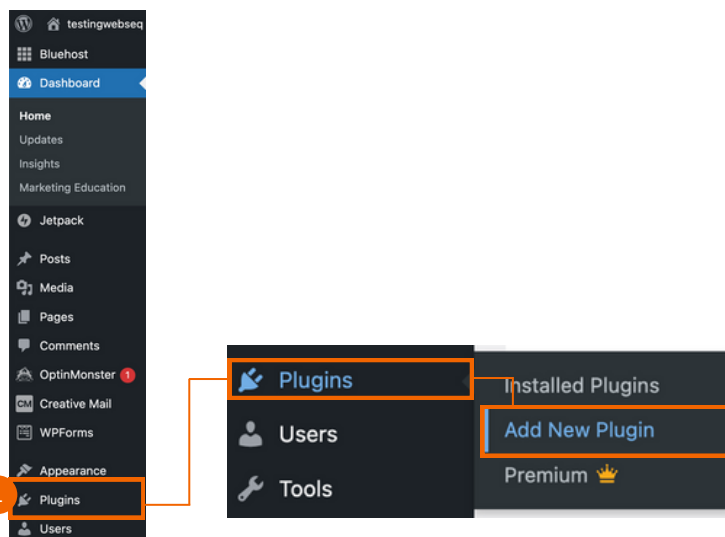 testingwebseq
Bluehost
Dashboard
Home
Updates
Insights
Marketing Education
Jetpack
Posts
Media
Pages
Comments
OptinMonster 1
CM Creative Mail
WPForms
Appearance
Plugins
Users
Plugins
Users
Tools
Installed Plugins
Add New Plugin
Premium